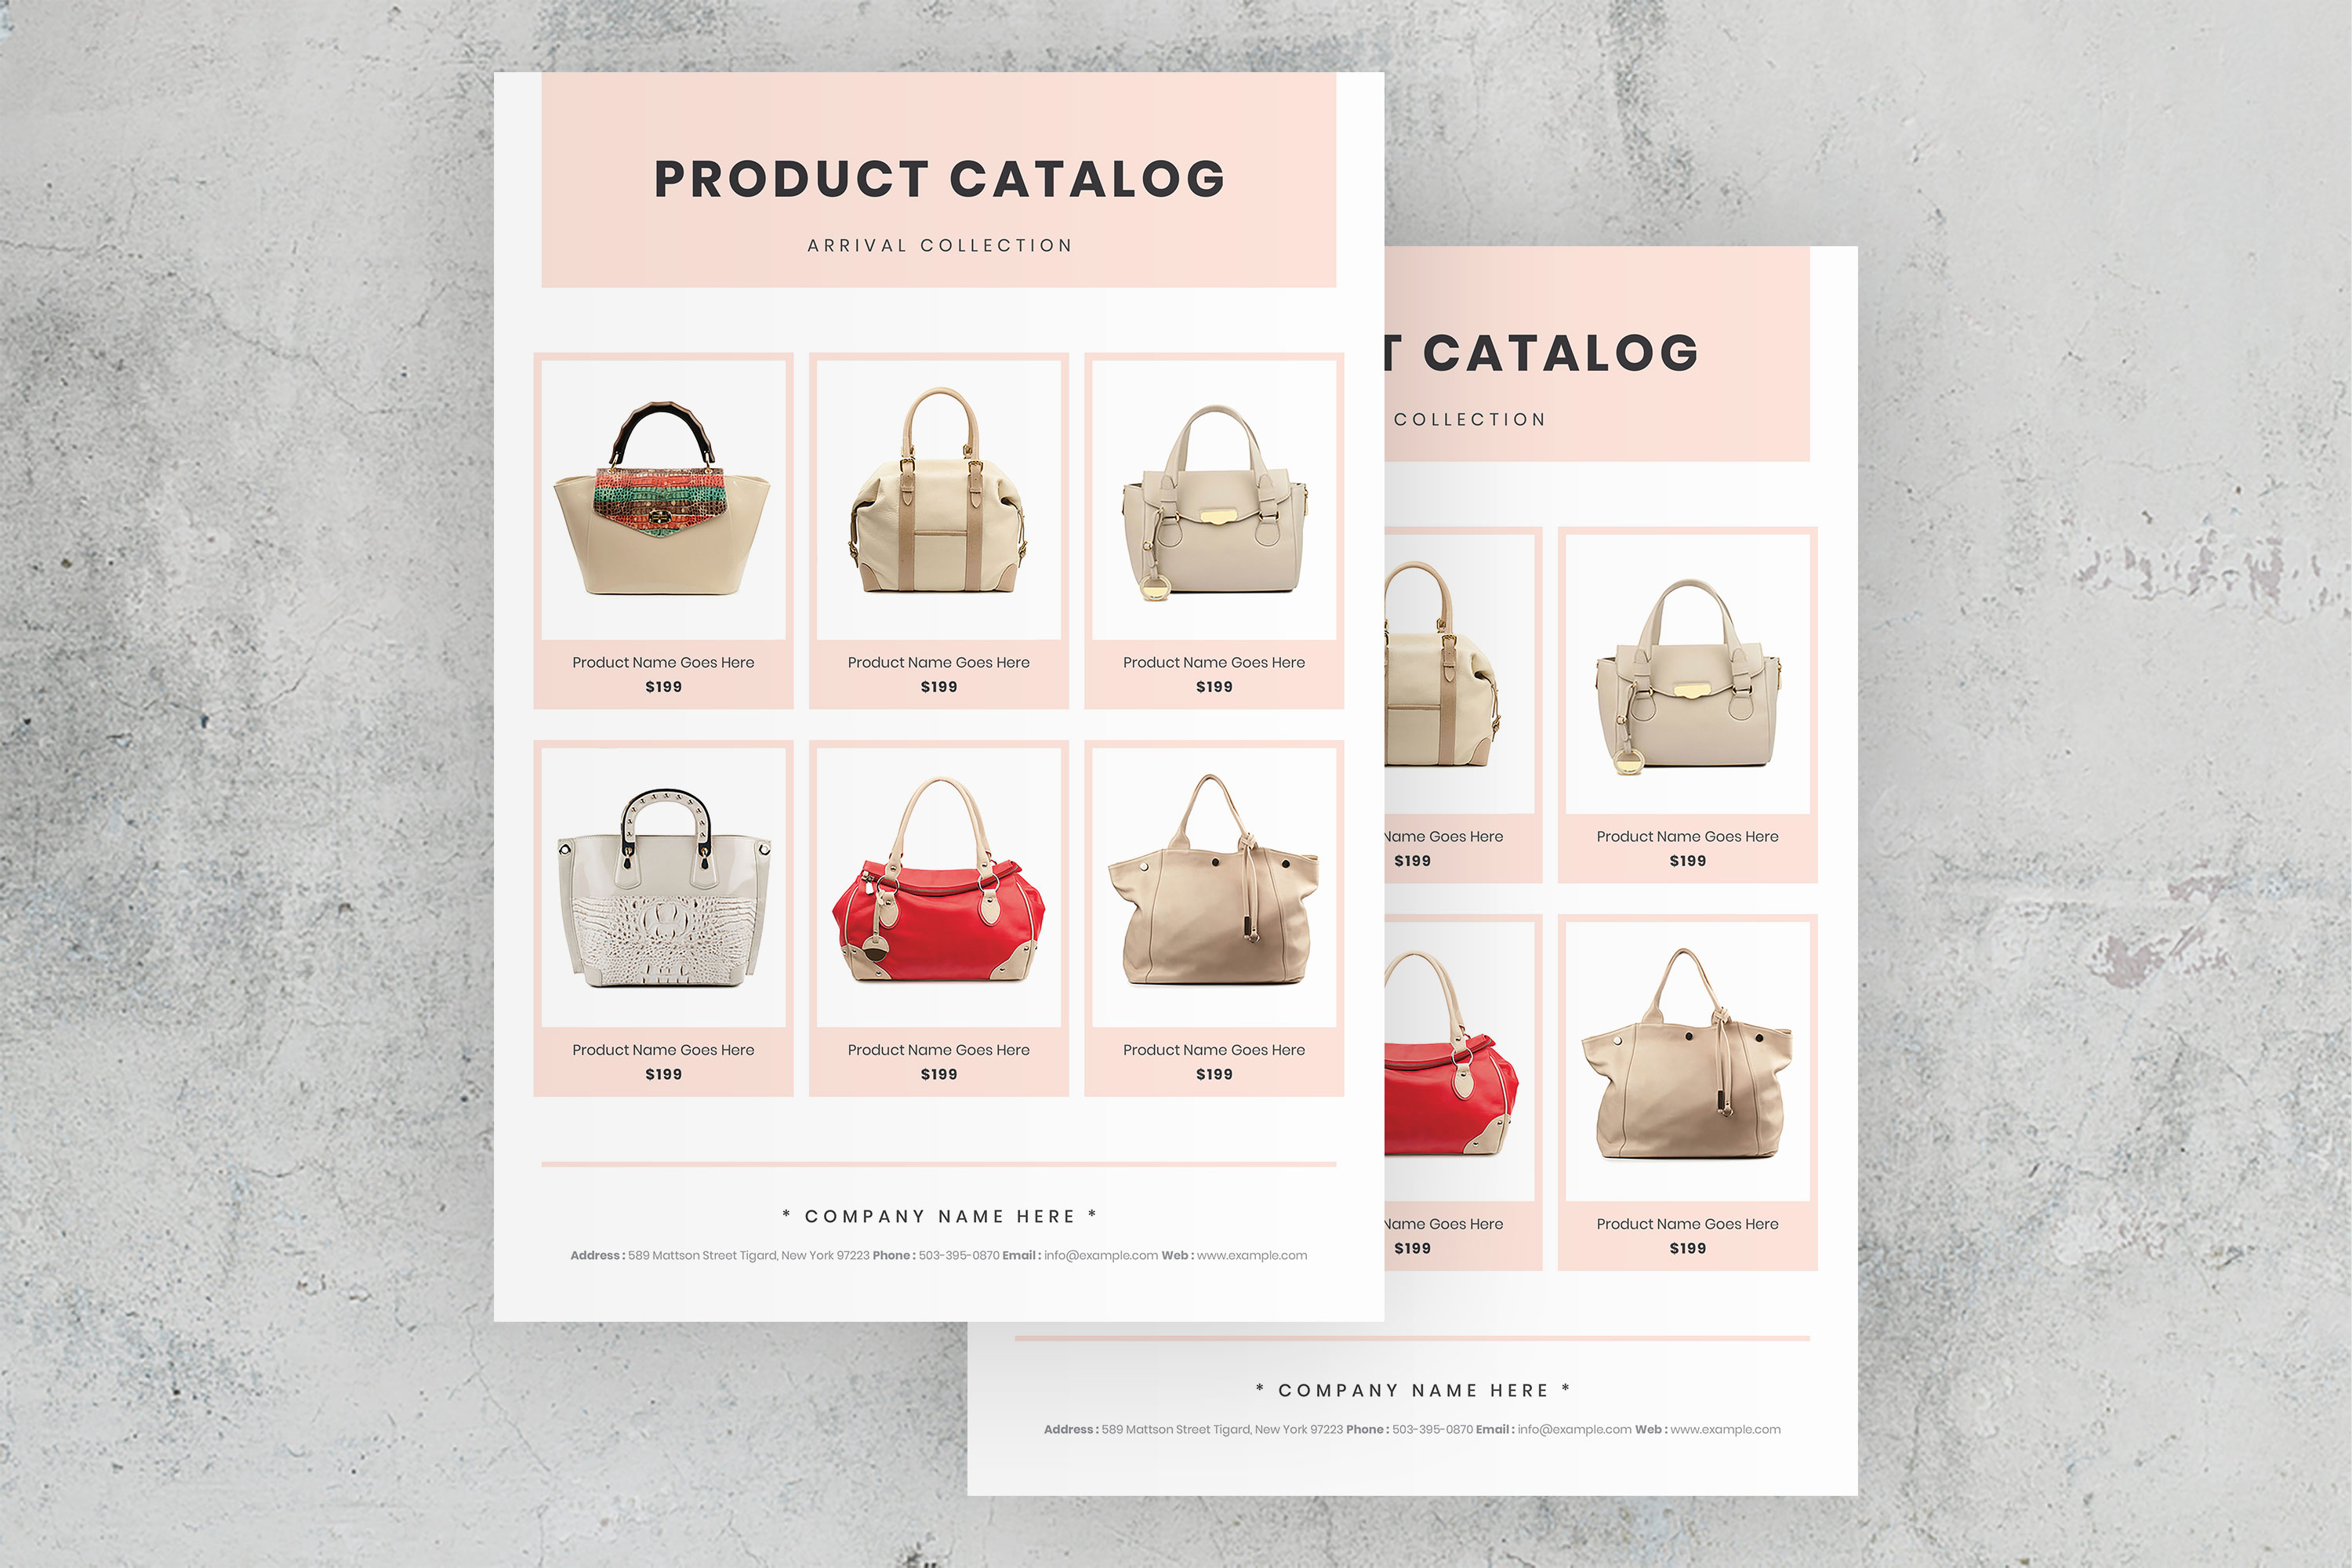 PRODUCT CATALOG
ARRIVAL COLLECTION
Product Name Goes Here
$199
Product Name Goes Here
$199
Product Name Goes Here
$199
Product Name Goes Here
$199
Product Name Goes Here
$199
Product Name Goes Here
$199
* COMPANY NAME HERE *
Address : 589 Mattson Street Tigard, New York 97223 Phone : 503-395-0870 Email : info@example.com Web : www.example.com
T CATALOG
COLLECTION
Name Goes Here
$199
Product Name Goes Here
$199
Name Goes Here
$199
Product Name Goes Here
$199
* COMPANY NAME HERE *
Address : 589 Mattson Street Tigard, New York 97223 Phone : 503-395-0870 Email : info@example.com Web : www.example.com